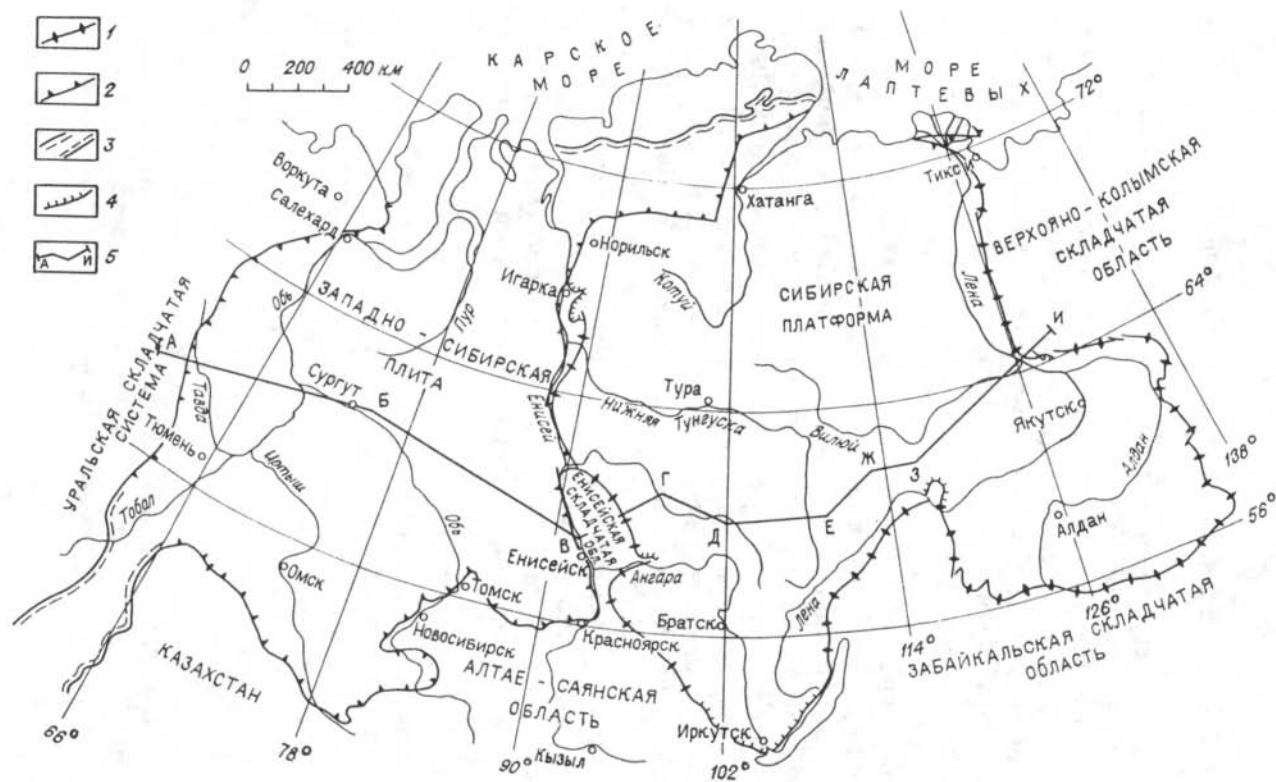 1
2
3
4
А И 5
0 200 400 км
КАРСКОЕ
МОРЕ
МОРЕ
ЛАПТЕВЫХ
72°
Воркута
Салехард
Тикси
Хатанга
ВЕРХОЯНО-КОЛЫМСКАЯ
СКЛАДЧАТАЯ
ОБЛАСТЬ
Норильск
Игарка
Котуй
Лена
64°
СИБИРСКАЯ
ПЛАТФОРМА
Обь
Пур
ЗАПАДНО-СИБИРСКАЯ
ПЛИТА
И
А
УРАЛЬСКАЯ СКЛАДЧАТАЯ
СИСТЕМА
Тавда
Сургут
Б
Енисей
Тура
Нижняя
Тунгуска
Вилюй
Ж
Якутск
Алдан
138°
Тюмень
Тобол
Иртыш
Обь
ЕНИСЕЙСКАЯ
СКЛАДЧАТАЯ
ОБЛ.
Г
З
В
Д
Е
Алдан
56°
Енисейск
Ангара
Омск
Томск
Новосибирск
Красноярск
Братск
Лена
126°
114°
ЗАБАЙКАЛЬСКАЯ СКЛАДЧАТАЯ
ОБЛАСТЬ
КАЗАХСТАН
АЛТАЕ-САЯНСКАЯ
ОБЛАСТЬ
Иркутск
66°
78°
90°
Кызыл
102°